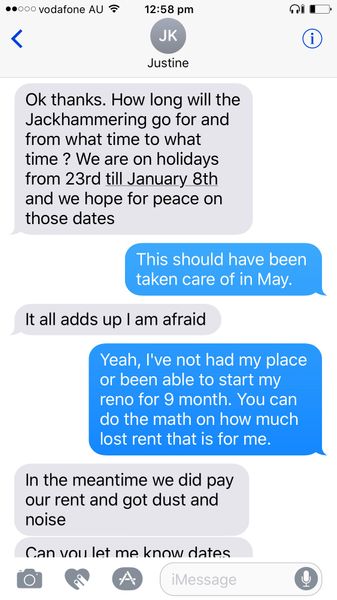 vodafone AU 12:58 pm
JK
Justine
Ok thanks. How long will the
Jackhammering go for and
from what time to what
time ? We are on holidays
from 23rd till January 8th
and we hope for peace on
those dates
This should have been
taken care of in May.
It all adds up I am afraid
Yeah, I've not had my place
or been able to start my
reno for 9 month. You can
do the math on how much
lost rent that is for me.
In the meantime we did pay
our rent and got dust and
noise
Can you let me know dates
iMessage